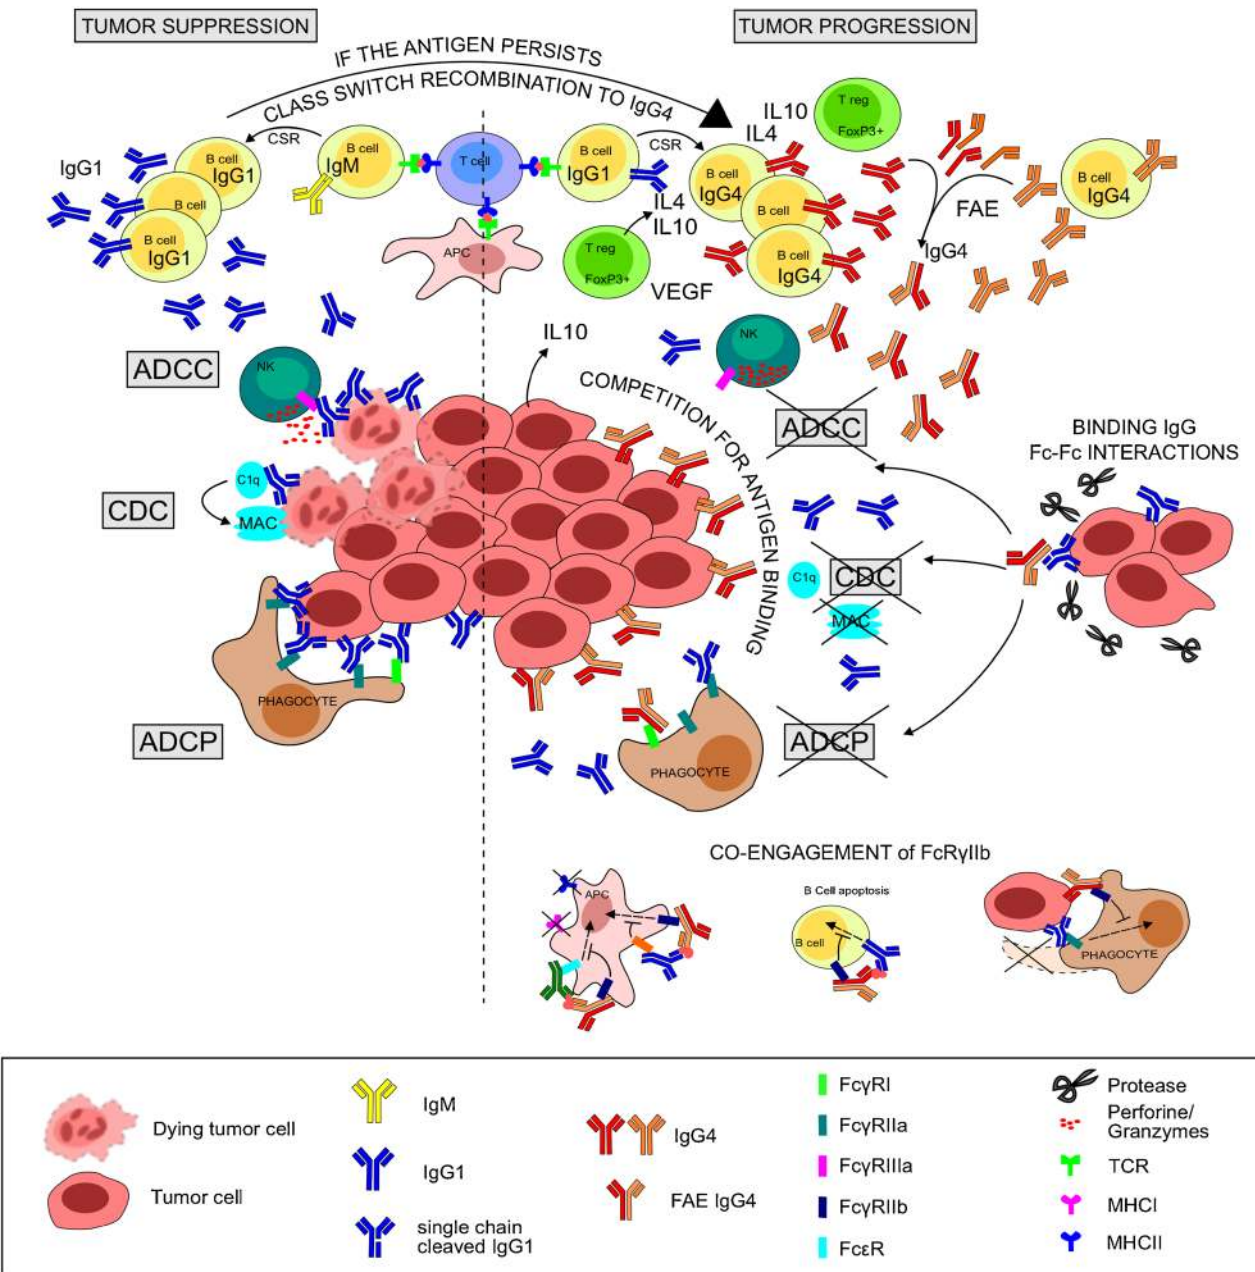 TUMOR SUPPRESSION
TUMOR PROGRESSION
IF THE ANTIGEN PERSISTS
CLASS SWITCH RECOMBINATION TO IgG4
IgG1
B cell
IgG1
B cell
B cell
IgG1
CSR
B cell
IgM
T cell
APC
B cell
IgG1
CSR
IL4
IL10
T reg
FoxP3+
VEGF
IL10
IL4
T reg
FoxP3+
B cell
IgG4
B cell
B cell
IgG4
FAE
IgG4
B cell
IgG4
ADCC
NK
IL10
COMPETITION FOR ANTIGEN BINDING
NK
ADCC
CDC
C1q
MAC
C1q
CDC
MAC
BINDING IgG
Fc-Fc INTERACTIONS
PHAGOCYTE
ADCP
PHAGOCYTE
ADCP
CO-ENGAGEMENT of FcRγIIb
APC
B Cell apoptosis
B cell
PHAGOCYTE
Dying tumor cell
Tumor cell
IgM
IgG1
single chain
cleaved IgG1
IgG4
FAE IgG4
FcγRI
FcγRIIa
FcγRIIIa
FcγRIIb
FcεR
Protease
Perforine/
Granzymes
TCR
MHCI
MHCII